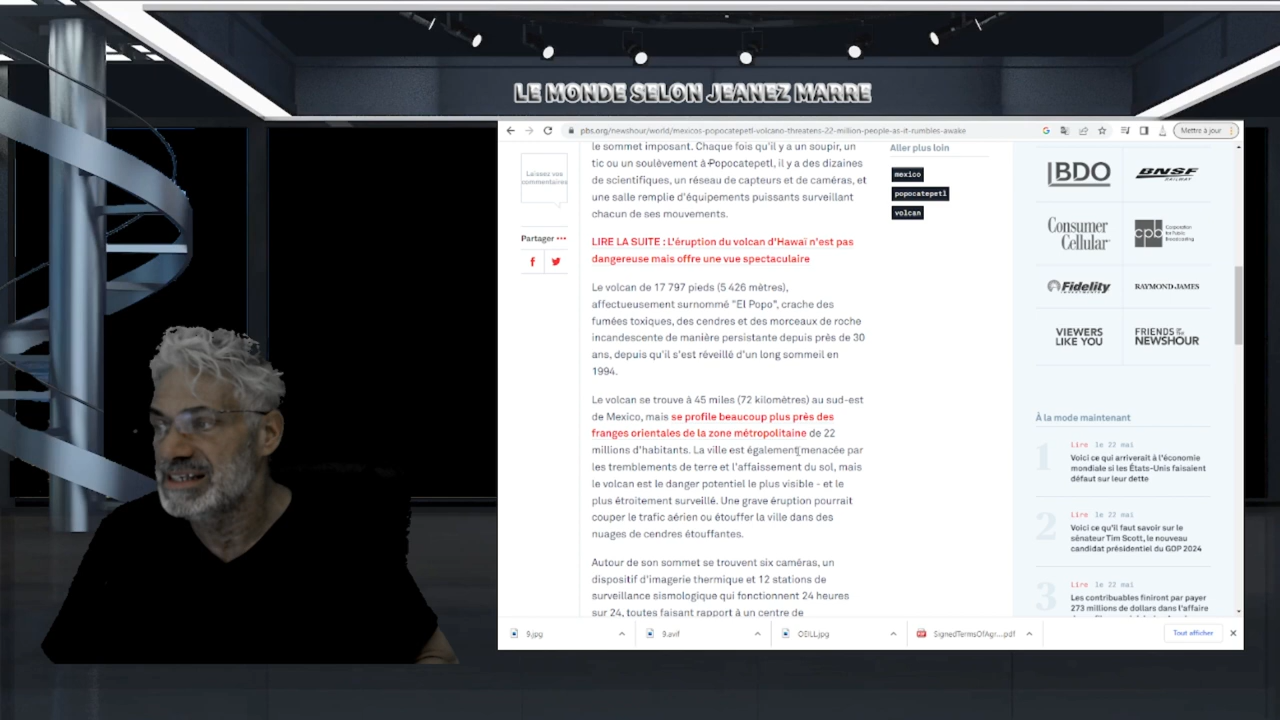 LE MONDE SELON JEANEZ MARRE
pbs.org/newshour/world/mexicos-popocatepetl-volcano-threatens-22-million-people-as-it-rumbles-awake
Mettre à jour
Laissez vos
commentaires
Partager
le sommet imposant. Chaque fois qu'il y a un soupir, un
tic ou un soulèvement à Popocatepetl, il y a des dizaines
de scientifiques, un réseau de capteurs et de caméras, et
une salle remplie d'équipements puissants surveillant
chacun de ses mouvements.
LIRE LA SUITE : L'éruption du volcan d'Hawaï n'est pas
dangereuse mais offre une vue spectaculaire
Le volcan de 17 797 pieds (5 426 mètres),
affectueusement surnommé "El Popo", crache des
fumées toxiques, des cendres et des morceaux de roche
incandescente de manière persistante depuis près de 30
ans, depuis qu'il s'est réveillé d'un long sommeil en
1994.
Le volcan se trouve à 45 miles (72 kilomètres) au sud-est
de Mexico, mais se profile beaucoup plus près des
franges orientales de la zone métropolitaine de 22
millions d'habitants. La ville est également menacée par
les tremblements de terre et l'affaissement du sol, mais
le volcan est le danger potentiel le plus visible - et le
plus étroitement surveillé. Une grave éruption pourrait
couper le trafic aérien ou étouffer la ville dans des
nuages de cendres étouffantes.
Autour de son sommet se trouvent six caméras, un
dispositif d'imagerie thermique et 12 stations de
surveillance sismologique qui fonctionnent 24 heures
sur 24, toutes faisant rapport à un centre de
Aller plus loin
mexico
popocatepetl
volcan
BDO
BNSF
RAILWAY
Consumer
Cellular
cpb
Corporation
for Public
Broadcasting
Fidelity
INVESTMENTS
RAYMOND JAMES
VIEWERS
LIKE YOU
FRIENDS OF THE
NEWSHOUR
À la mode maintenant
1
Lire le 22 mai
Voici ce qui arriverait à l'économie
mondiale si les États-Unis faisaient
défaut sur leur dette
2
Lire le 22 mai
Voici ce qu'il faut savoir sur le
sénateur Tim Scott, le nouveau
candidat présidentiel du GOP 2024
3
Lire le 22 mai
Les contribuables finiront par payer
273 millions de dollars dans l'affaire
9.jpg
9.avif
OEILL.jpg
SignedTermsOfAgr....pdf
Tout afficher